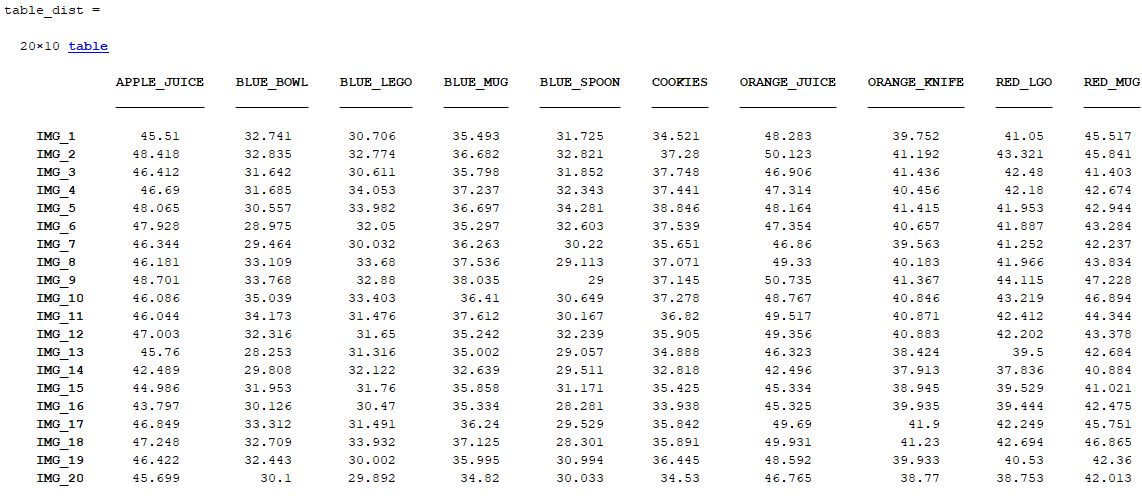 table_dist =
20×10 table
APPLE_JUICE BLUE_BOWL BLUE_LEGO BLUE_MUG BLUE_SPOON COOKIES ORANGE_JUICE ORANGE_KNIFE RED_LGO RED_MUG
IMG_1 45.51 32.741 30.706 35.493 31.725 34.521 48.283 39.752 41.05 45.517
IMG_2 48.418 32.835 32.774 36.682 32.821 37.28 50.123 41.192 43.321 45.841
IMG_3 46.412 31.642 30.611 35.798 31.852 37.748 46.906 41.436 42.48 41.403
IMG_4 46.69 31.685 34.053 37.237 32.343 37.441 47.314 40.456 42.18 42.674
IMG_5 48.065 30.557 33.982 36.697 34.281 38.846 48.164 41.415 41.953 42.944
IMG_6 47.928 28.975 32.05 35.297 32.603 37.539 47.354 40.657 41.887 43.284
IMG_7 46.344 29.464 30.032 36.263 30.22 35.651 46.86 39.563 41.252 42.237
IMG_8 46.181 33.109 33.68 37.536 29.113 37.071 49.33 40.183 41.966 43.834
IMG_9 48.701 33.768 32.88 38.035 29 37.145 50.735 41.367 44.115 47.228
IMG_10 46.086 35.039 33.403 36.41 30.649 37.278 48.767 40.846 43.219 46.894
IMG_11 46.044 34.173 31.476 37.612 30.167 36.82 49.517 40.871 42.412 44.344
IMG_12 47.003 32.316 31.65 35.242 32.239 35.905 49.356 40.883 42.202 43.378
IMG_13 45.76 28.253 31.316 35.002 29.057 34.888 46.323 38.424 39.5 42.684
IMG_14 42.489 29.808 32.122 32.639 29.511 32.818 42.496 37.913 37.836 40.884
IMG_15 44.986 31.953 31.76 35.858 31.171 35.425 45.334 38.945 39.529 41.021
IMG_16 43.797 30.126 30.47 35.334 28.281 33.938 45.325 39.935 39.444 42.475
IMG_17 46.849 33.312 31.491 36.24 29.529 35.842 49.69 41.9 42.249 45.751
IMG_18 47.248 32.709 33.932 37.125 28.301 35.891 49.931 41.23 42.694 46.865
IMG_19 46.422 32.443 30.002 35.995 30.994 36.445 48.592 39.933 40.53 42.36
IMG_20 45.699 30.1 29.892 34.82 30.033 34.53 46.765 38.77 38.753 42.013